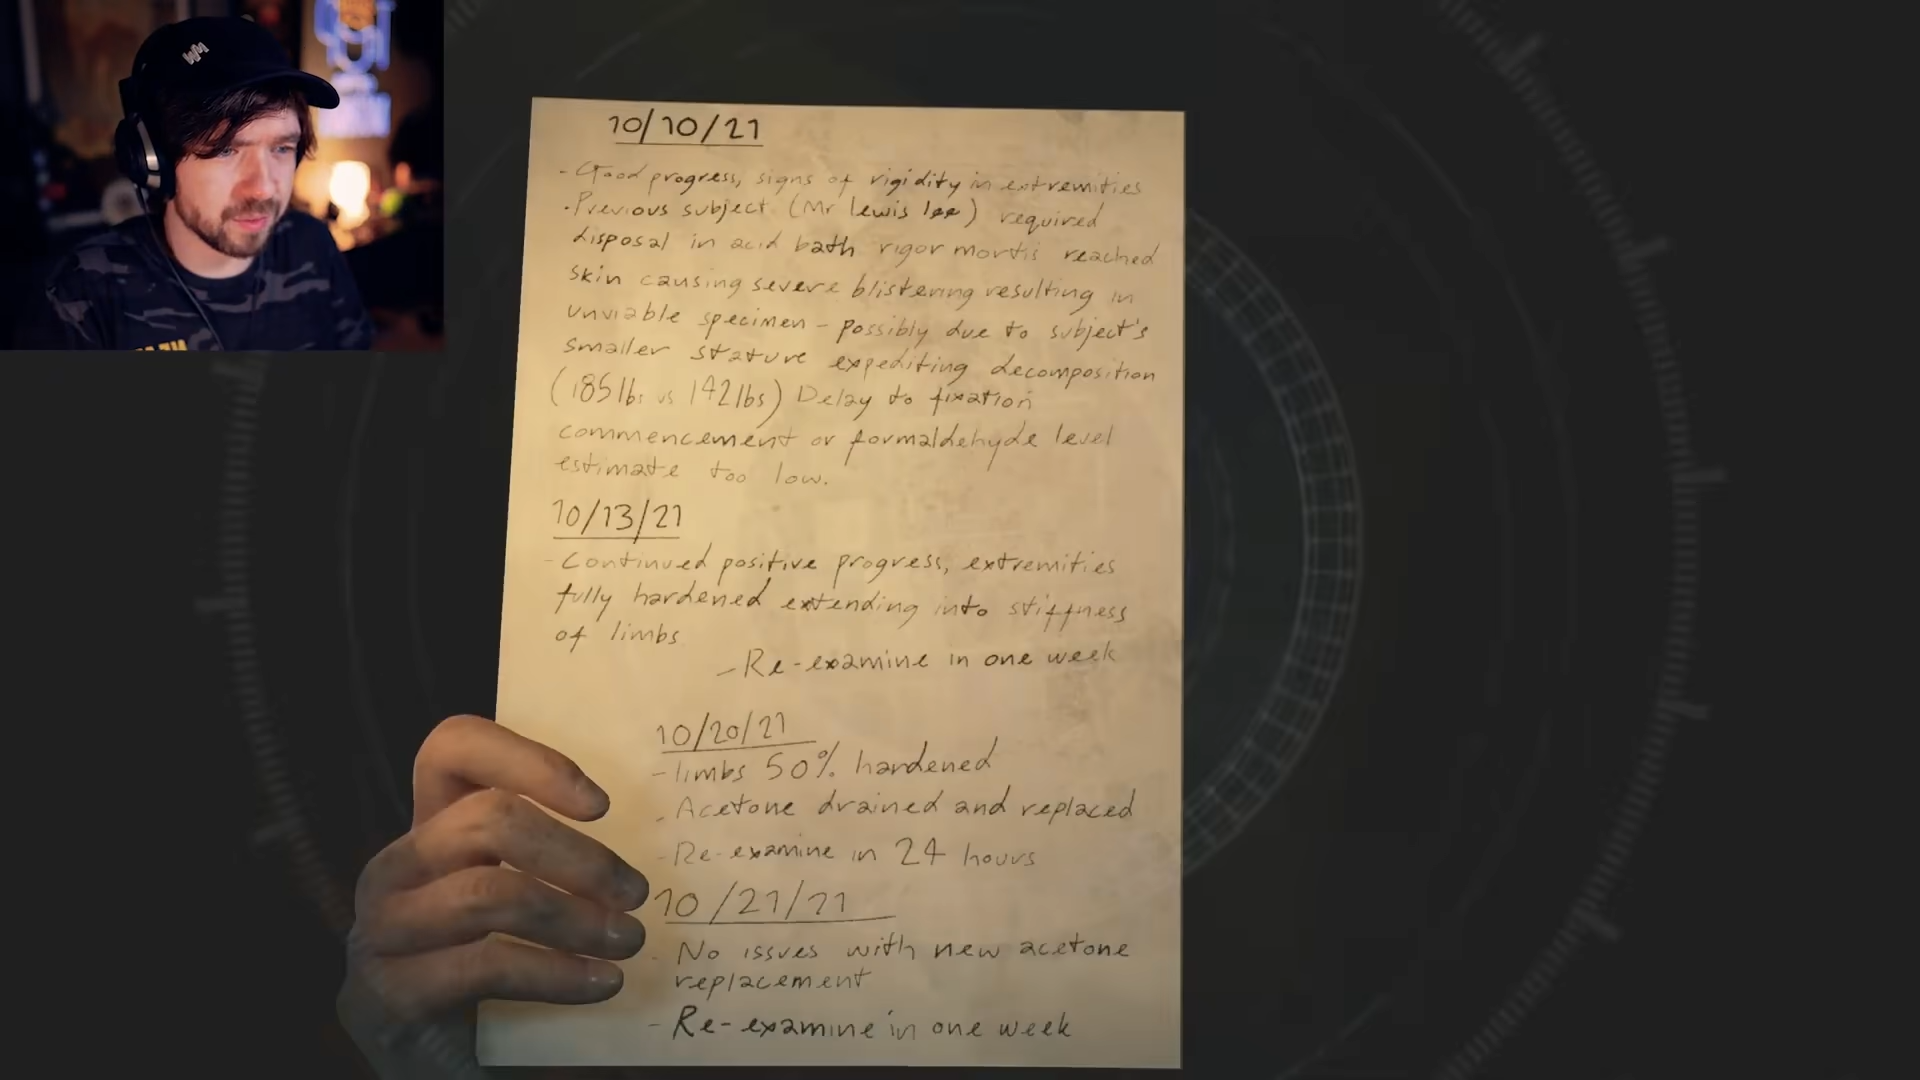 10/10/21
- Good progress, signs of rigidity in extremities
- Previous subject (Mr Lewis lee) required
disposal in acid bath rigor mortis reached
skin causing severe blistering resulting in
unviable specimen - possibly due to subject's
smaller stature expediting decomposition
(185lbs vs 142lbs) Delay to fixation
commencement or formaldehyde level
estimate too low.
10/13/21
- Continued positive progress, extremities
fully hardened extending into stiffness
of limbs
- Re-examine in one week
10/20/21
- limbs 50% hardened
- Acetone drained and replaced
- Re-examine in 24 hours
10/21/21
- No issues with new acetone
replacement
- Re-examine in one week